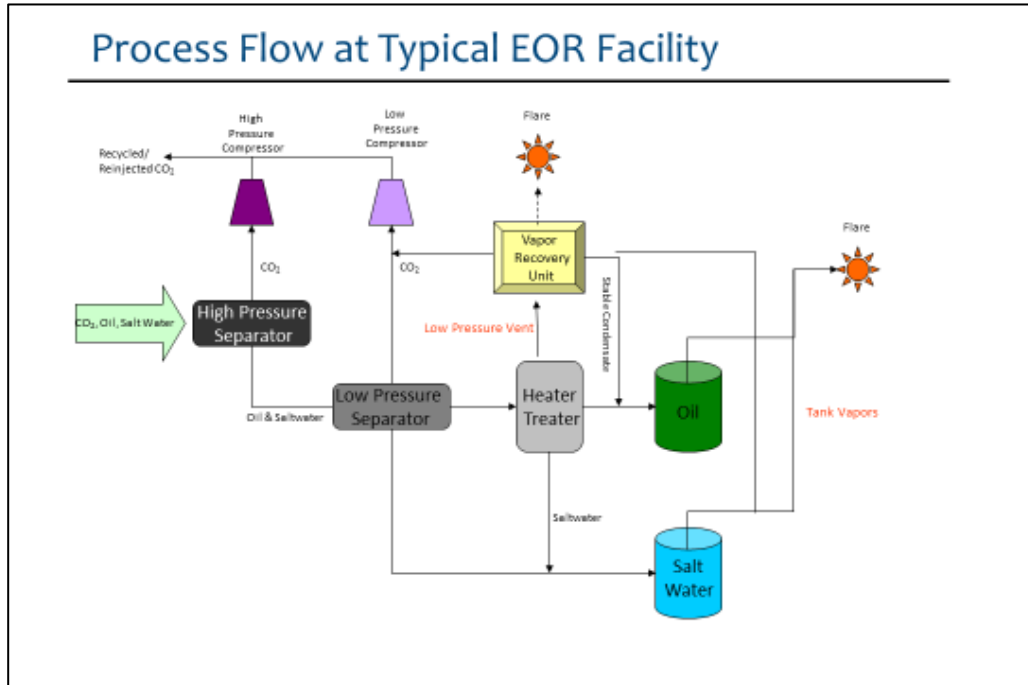 Process Flow at Typical EOR Facility
High
Pressure
Compressor
Low
Pressure
Compressor
Flare
Recycled/
Reinjected CO₂
Flare
Vapor
Recovery
Unit
CO₂
CO₂
Stable Condensate
CO₂, Oil, Salt Water
High Pressure
Separator
Low Pressure Vent
Low Pressure
Separator
Oil & Saltwater
Heater
Treater
Oil
Tank Vapors
Saltwater
Salt
Water